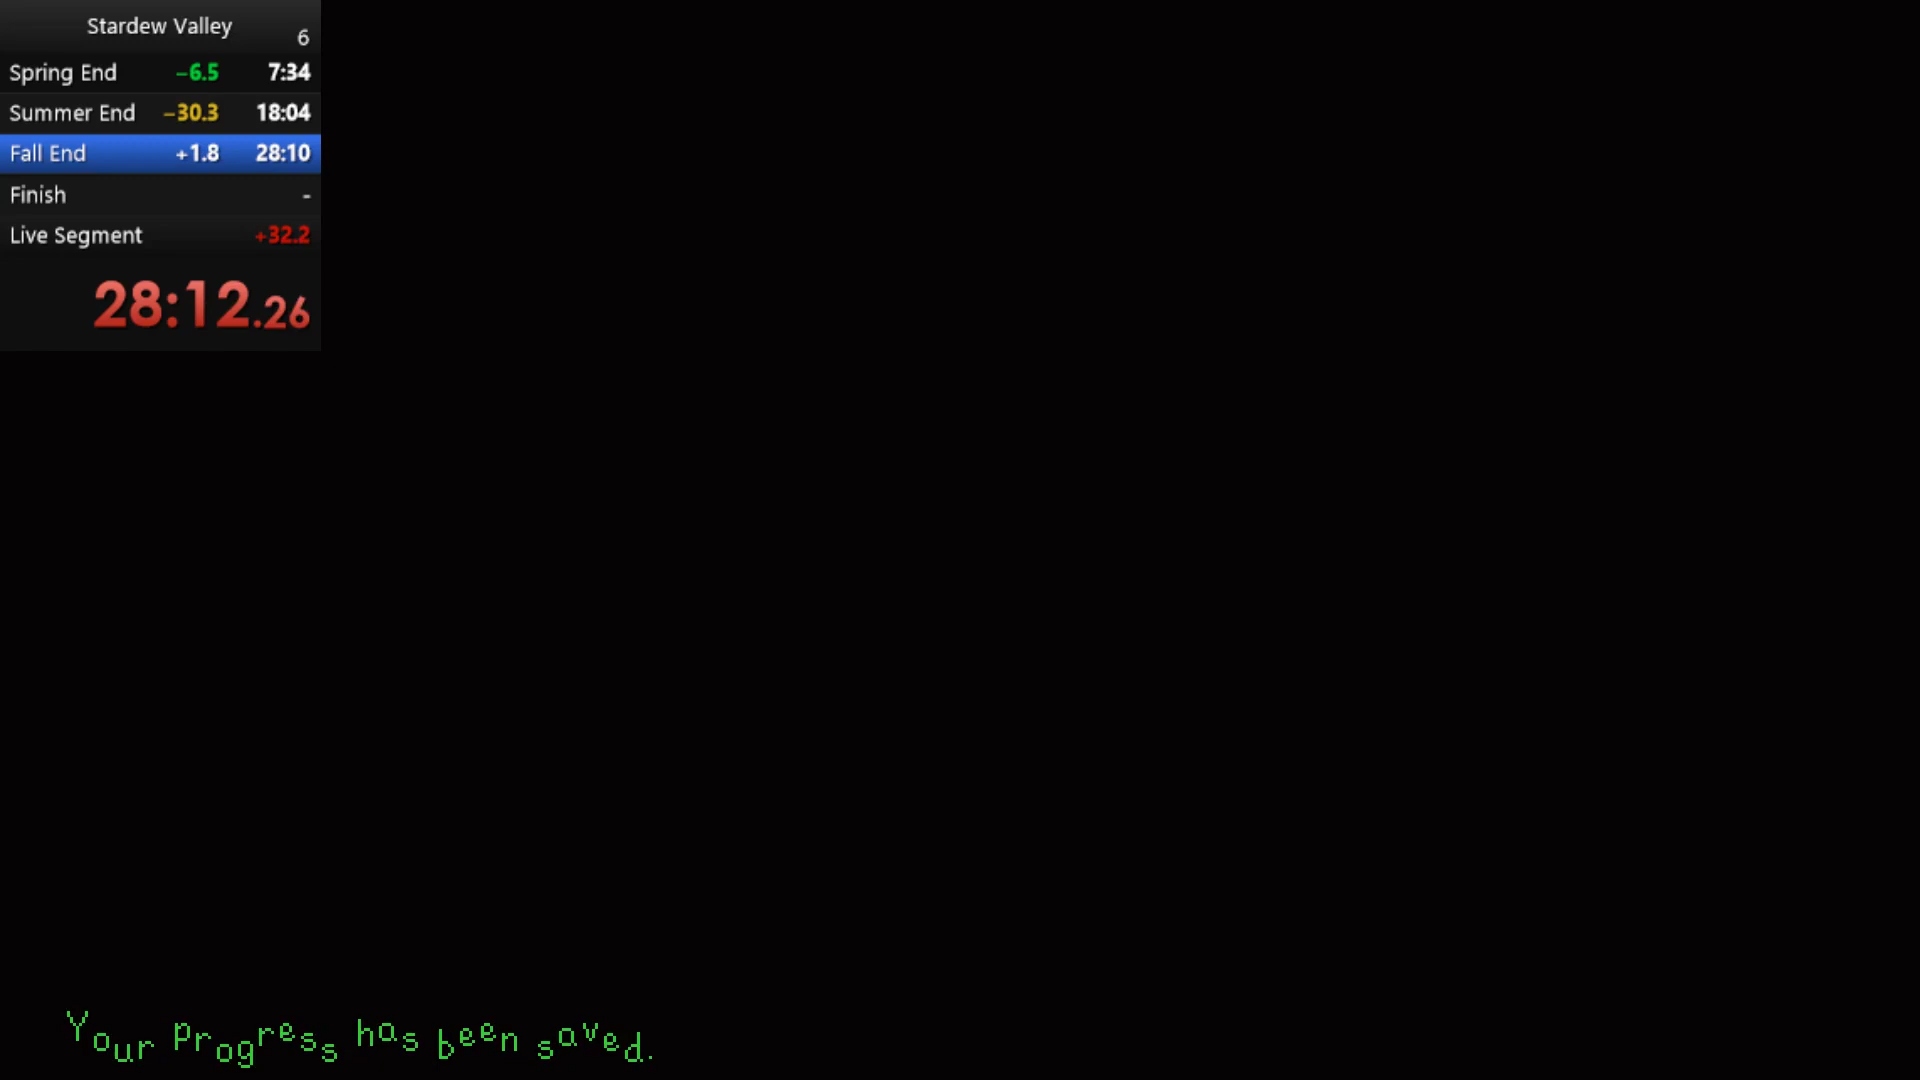 Stardew Valley
6
Spring End −6.5 7:34
Summer End −30.3 18:04
Fall End +1.8 28:10
Finish -
Live Segment +32.2
28:12.26
Your progress has been saved.